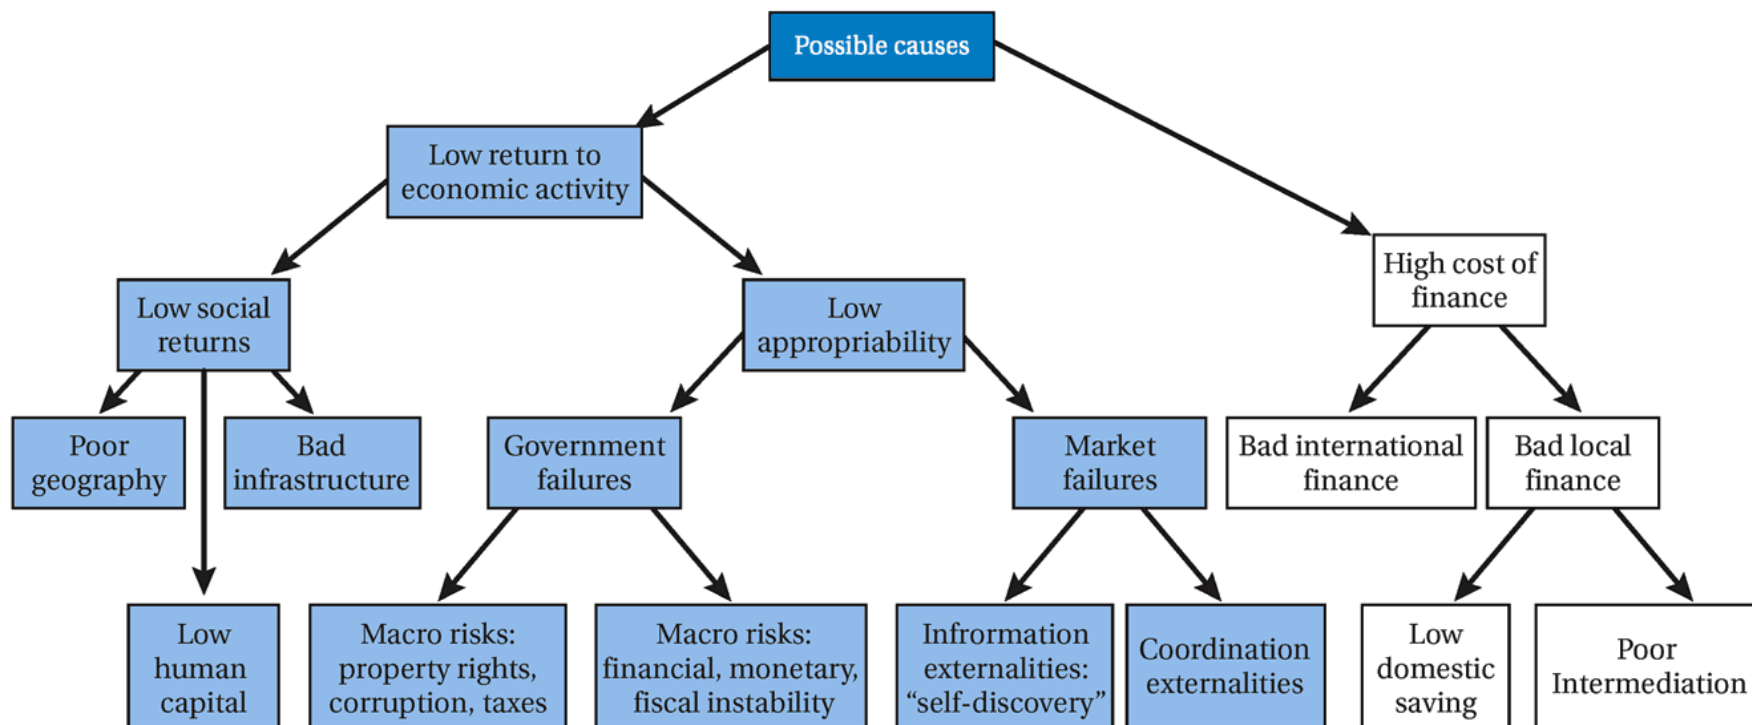 Possible causes
Low return to
economic activity
High cost of
finance
Low social
returns
Low
appropriability
Poor
geography
Bad
infrastructure
Government
failures
Market
failures
Bad international
finance
Bad local
finance
Low
human
capital
Macro risks:
property rights,
corruption, taxes
Macro risks:
financial, monetary,
fiscal instability
Infrormation
externalities:
“self-discovery”
Coordination
externalities
Low
domestic
saving
Poor
Intermediation